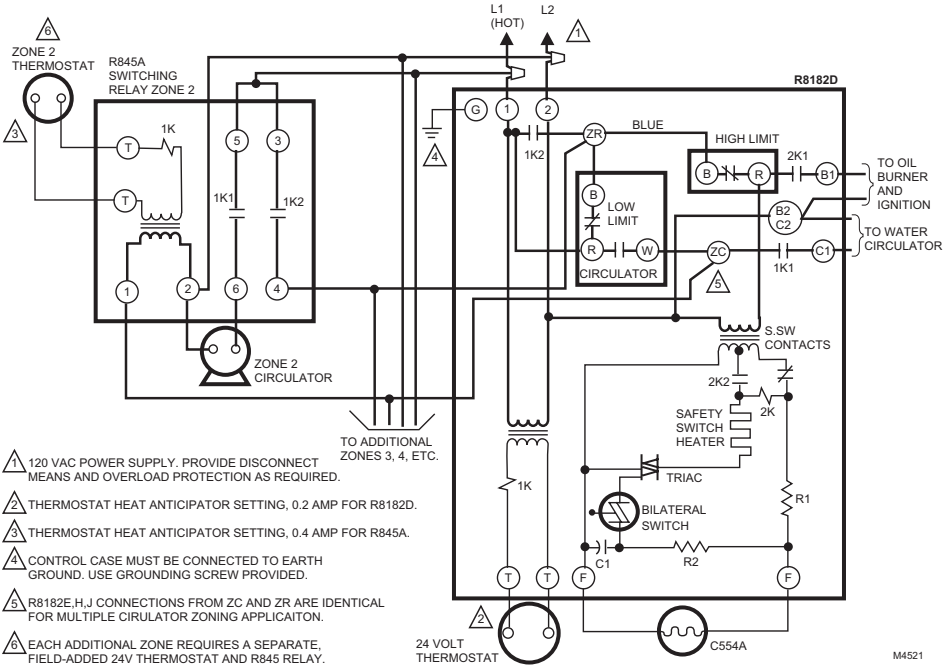 6
ZONE 2
THERMOSTAT
3
R845A
SWITCHING
RELAY ZONE 2
T
1K
T
5
3
1K1
1K2
1
2
6
4
ZONE 2
CIRCULATOR
L1
(HOT)
L2
1
R8182D
G
4
1
2
1K2
ZR
BLUE
HIGH LIMIT
B
R
2K1
B1
TO OIL
BURNER
AND
IGNITION
B
LOW
LIMIT
R
W
CIRCULATOR
B2
C2
TO WATER
CIRCULATOR
ZC
5
1K1
C1
S.SW
CONTACTS
2K2
2K
SAFETY
SWITCH
HEATER
TRIAC
BILATERAL
SWITCH
R1
C1
R2
1K
T
T
F
F
2
24 VOLT
THERMOSTAT
C554A
TO ADDITIONAL
ZONES 3, 4, ETC.
1 120 VAC POWER SUPPLY. PROVIDE DISCONNECT
MEANS AND OVERLOAD PROTECTION AS REQUIRED.
2 THERMOSTAT HEAT ANTICIPATOR SETTING, 0.2 AMP FOR R8182D.
3 THERMOSTAT HEAT ANTICIPATOR SETTING, 0.4 AMP FOR R845A.
4 CONTROL CASE MUST BE CONNECTED TO EARTH
GROUND. USE GROUNDING SCREW PROVIDED.
5 R8182E,H,J CONNECTIONS FROM ZC AND ZR ARE IDENTICAL
FOR MULTIPLE CIRULATOR ZONING APPLICAITON.
6 EACH ADDITIONAL ZONE REQUIRES A SEPARATE,
FIELD-ADDED 24V THERMOSTAT AND R845 RELAY.
M4521